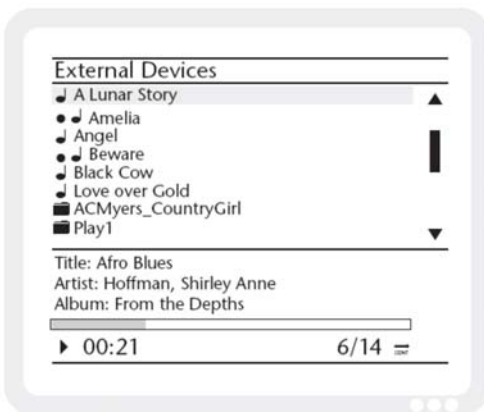 External Devices
A Lunar Story
Amelia
Angel
Beware
Black Cow
Love over Gold
ACMyers_CountryGirl
Play1
Title: Afro Blues
Artist: Hoffman, Shirley Anne
Album: From the Depths
00:21 6/14